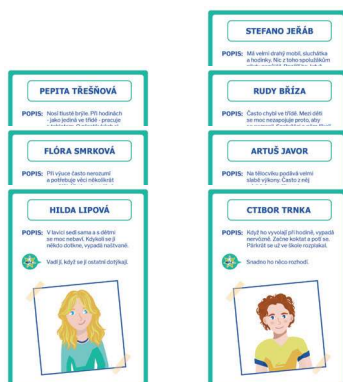 PEPITA TŘEŠŇOVÁ
POPIS: Nosí tlusté brýle. Při hodinách
- jako jediná ve třídě - pracuje
FLÓRA SMRKOVÁ
POPIS: Při výuce často nerozumí
a potřebuje věci několikrát
HILDA LIPOVÁ
POPIS: V lavici sedí sama a s dětmi
se moc nebaví. Kdykoli se jí
někdo dotkne, vypadá naštvaně.
Vadí jí, když se jí ostatní dotýkají.
STEFANO JEŘÁB
POPIS: Má velmi drahý mobil, sluchátka
a hodinky. Nic z toho spolužákům
RUDY BŘÍZA
POPIS: Často chybí ve třídě. Mezi děti
se moc nezapojuje proto, aby
ARTUŠ JAVOR
POPIS: Na tělocviku podává velmi
slabé výkony. Často z něj
CTIBOR TRNKA
POPIS: Když ho vyvolají při hodině, vypadá
nervózně. Začne koktat a potí se.
Párkrát se už ve škole rozplakal.
Snadno ho něco rozhodí.